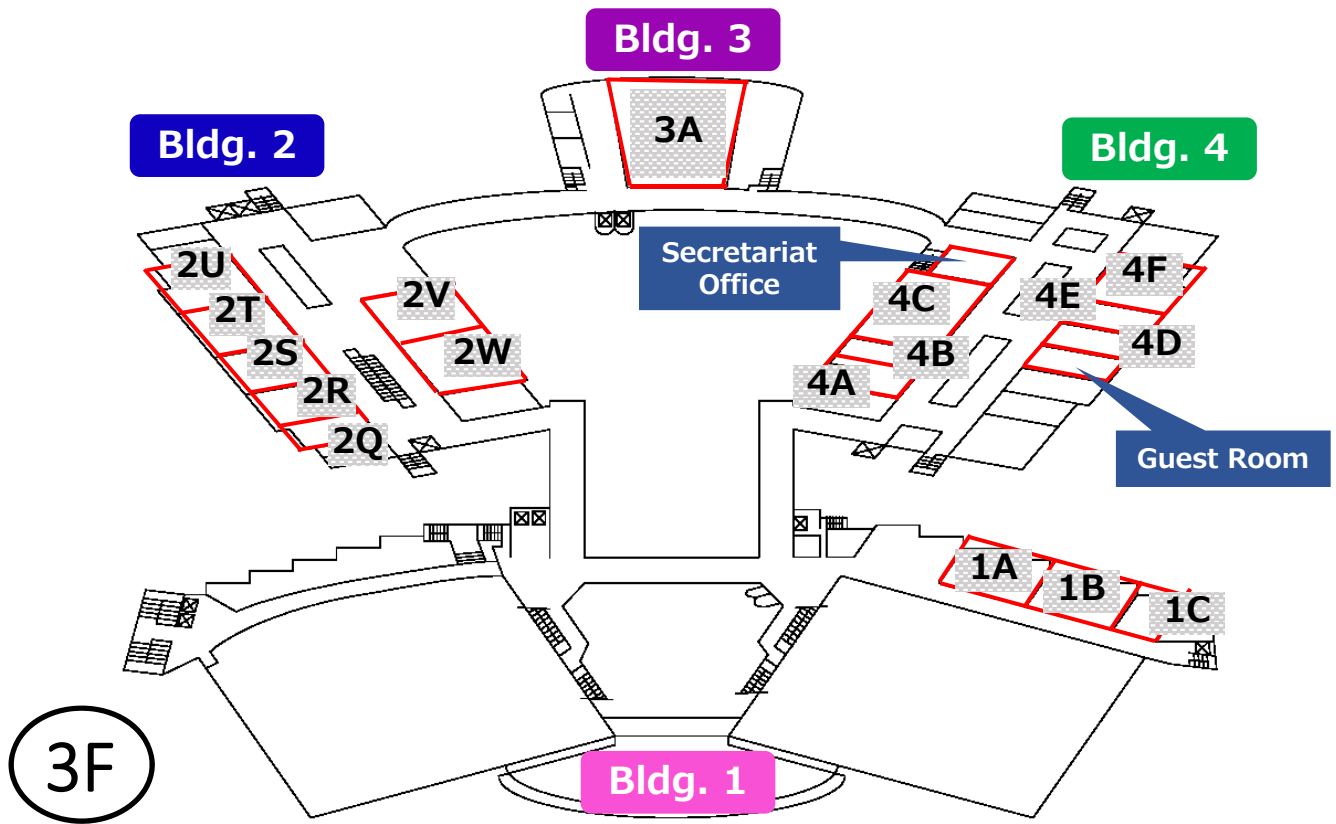 Bldg. 3
3A
Bldg. 2
Bldg. 4
2U
2T
2S
2R
2Q
2V
2W
Secretariat
Office
4C
4B
4A
4E
4F
4D
Guest Room
1A
1B
1C
3F
Bldg. 1